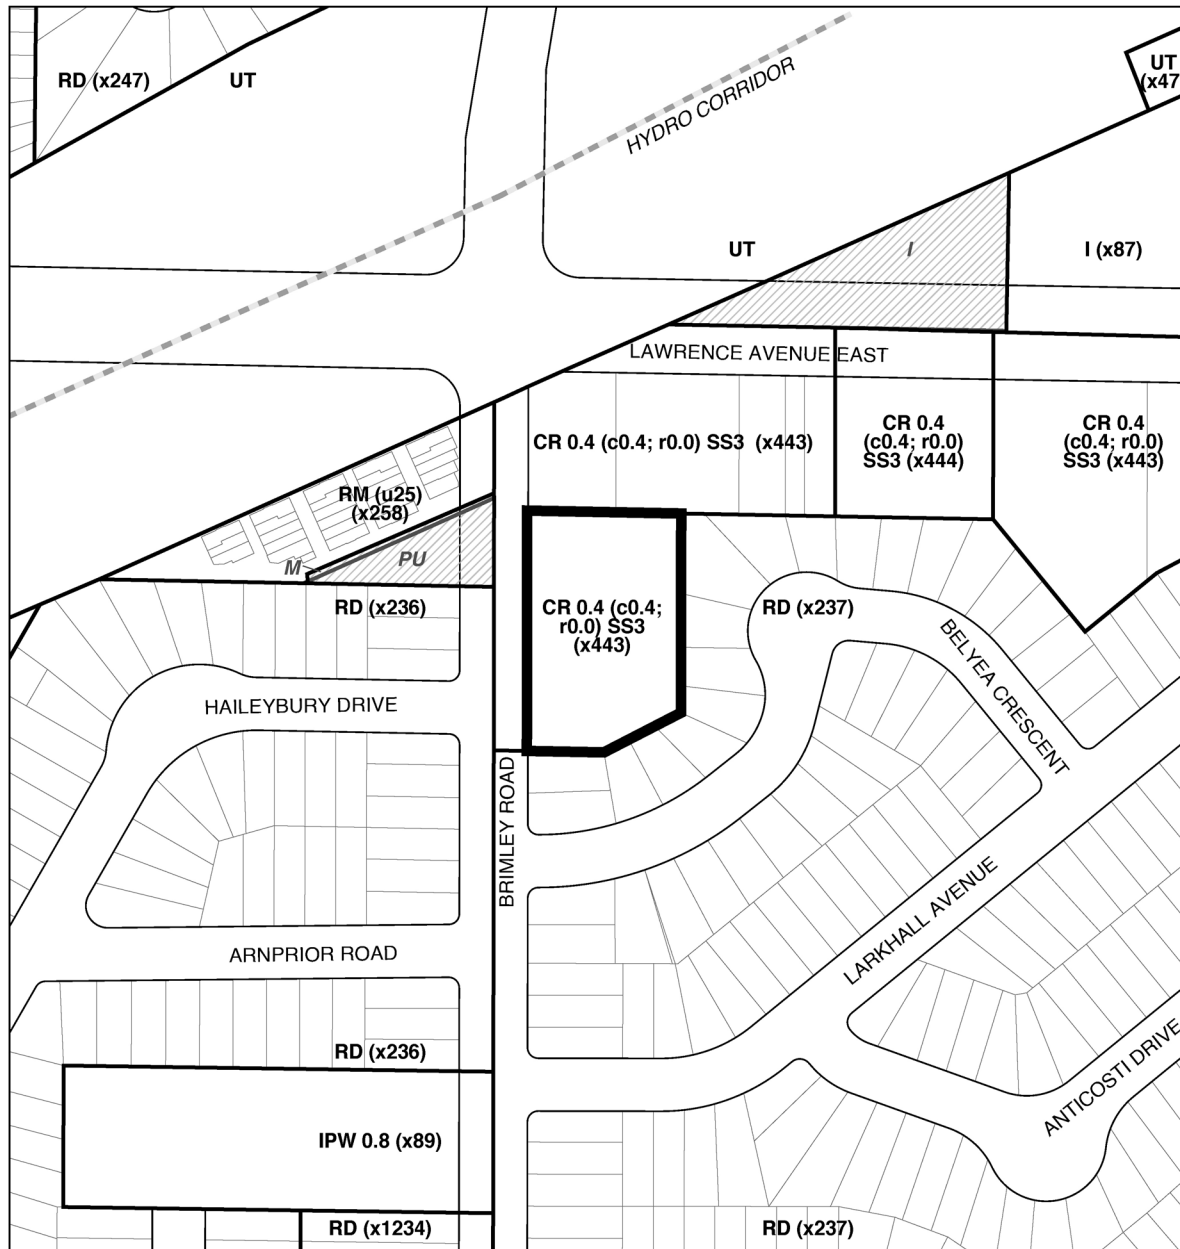 RD (x247)
UT
HYDRO CORRIDOR
UT
(x47
UT
I
I (x87)
LAWRENCE AVENUE EAST
CR 0.4 (c0.4; r0.0) SS3 (x443)
CR 0.4
(c0.4; r0.0)
SS3 (x444)
CR 0.4
(c0.4; r0.0)
SS3 (x443)
RM (u25)
(x258)
M
PU
RD (x236)
CR 0.4 (c0.4;
r0.0) SS3
(x443)
RD (x237)
BELYEA CRESCENT
HAILEYBURY DRIVE
BRIMLEY ROAD
LARKHALL AVENUE
ARNPRIOR ROAD
RD (x236)
ANTICOSTI DRIVE
IPW 0.8 (x89)
RD (x1234)
RD (x237)